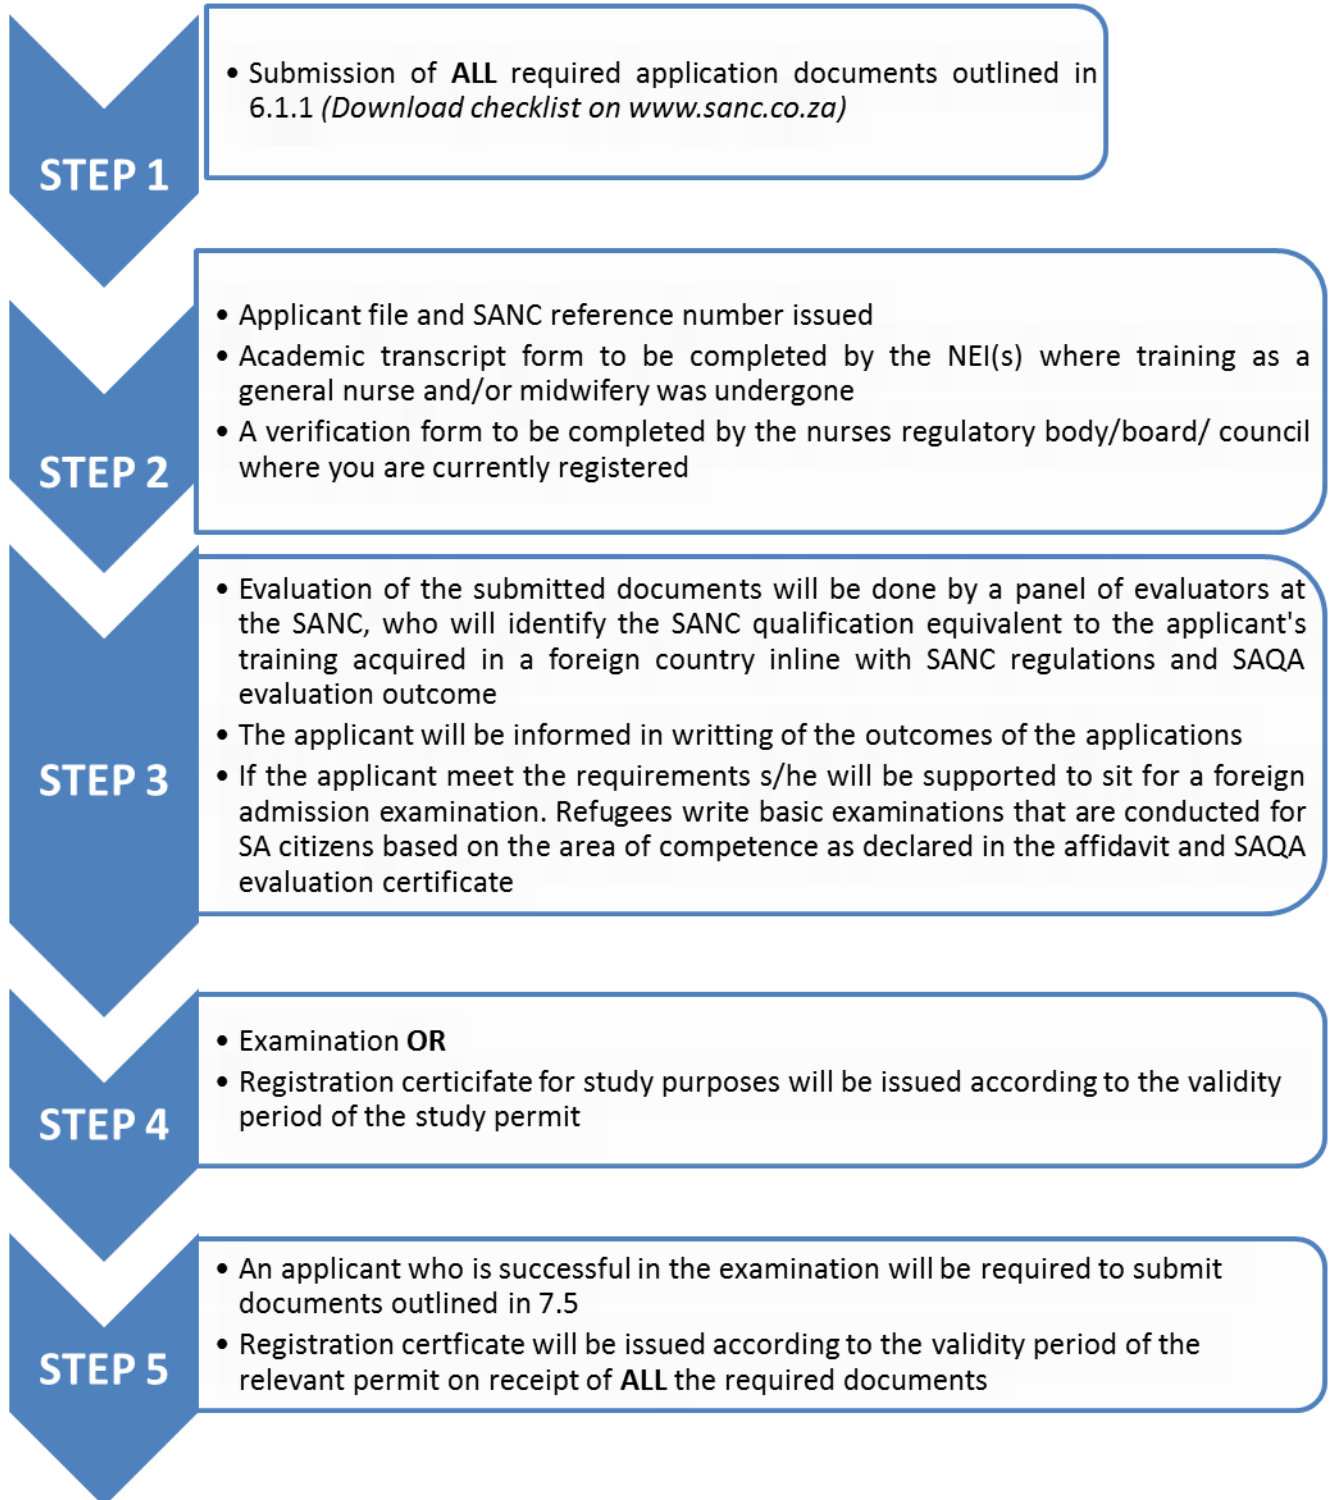 STEP 1
• Submission of ALL required application documents outlined in
6.1.1 (Download checklist on www.sanc.co.za)
STEP 2
• Applicant file and SANC reference number issued
• Academic transcript form to be completed by the NEI(s) where training as a
general nurse and/or midwifery was undergone
• A verification form to be completed by the nurses regulatory body/board/ council
where you are currently registered
STEP 3
• Evaluation of the submitted documents will be done by a panel of evaluators at
the SANC, who will identify the SANC qualification equivalent to the applicant's
training acquired in a foreign country inline with SANC regulations and SAQA
evaluation outcome
• The applicant will be informed in writting of the outcomes of the applications
• If the applicant meet the requirements s/he will be supported to sit for a foreign
admission examination. Refugees write basic examinations that are conducted for
SA citizens based on the area of competence as declared in the affidavit and SAQA
evaluation certificate
STEP 4
• Examination OR
• Registration certicifate for study purposes will be issued according to the validity
period of the study permit
STEP 5
• An applicant who is successful in the examination will be required to submit
documents outlined in 7.5
• Registration certficate will be issued according to the validity period of the
relevant permit on receipt of ALL the required documents